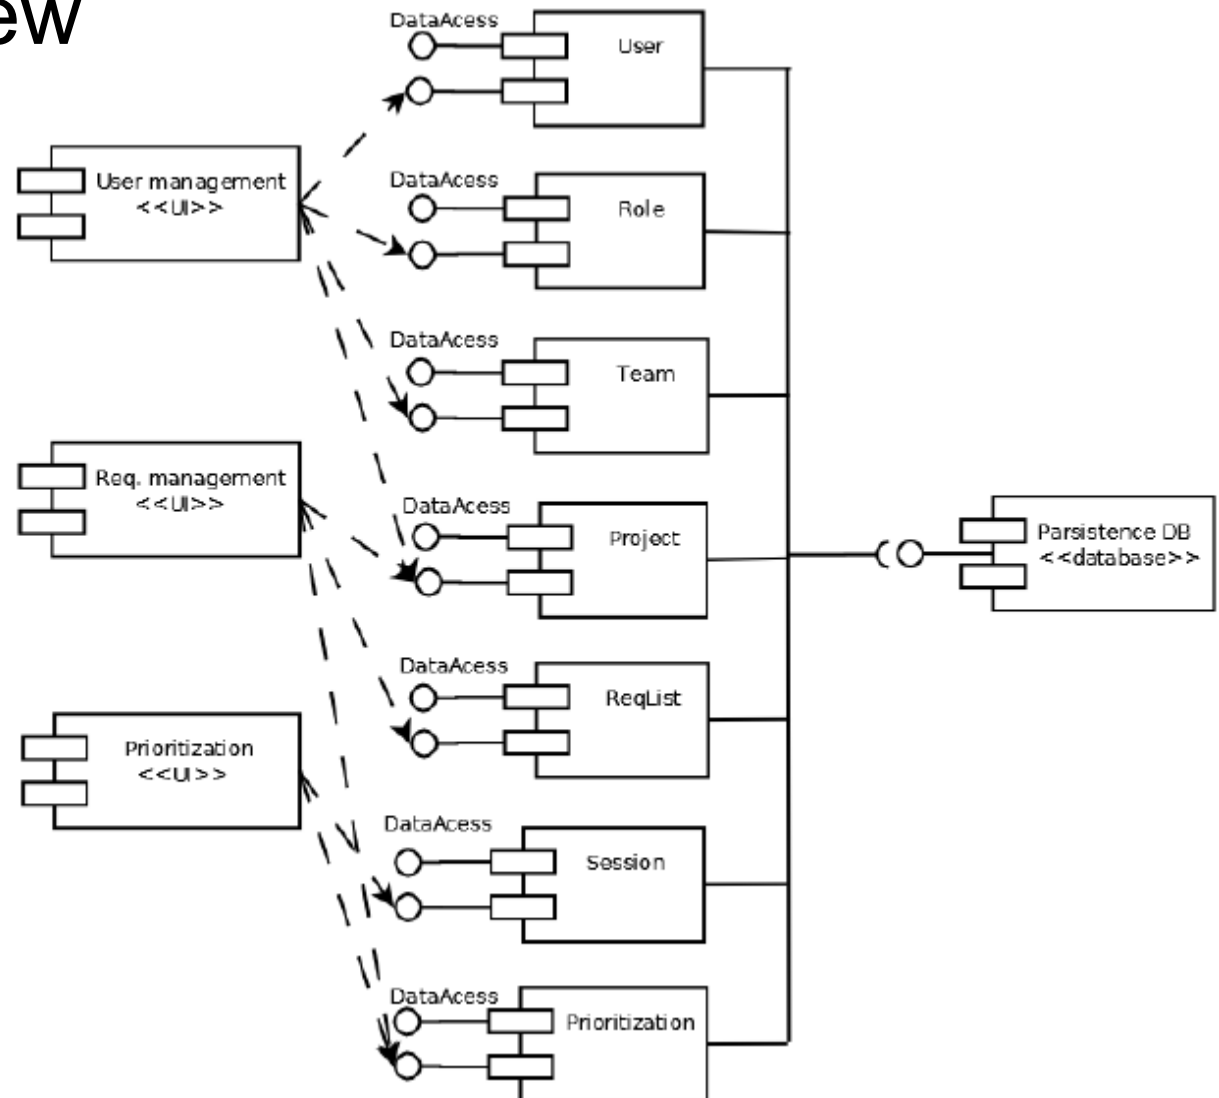 ew
DataAcess
User
User management
<<UI>>
DataAcess
Role
DataAcess
Team
Req. management
<<UI>>
DataAcess
Project
Parsistence DB
<<database>>
DataAcess
ReqList
Prioritization
<<UI>>
DataAcess
Session
DataAcess
Prioritization